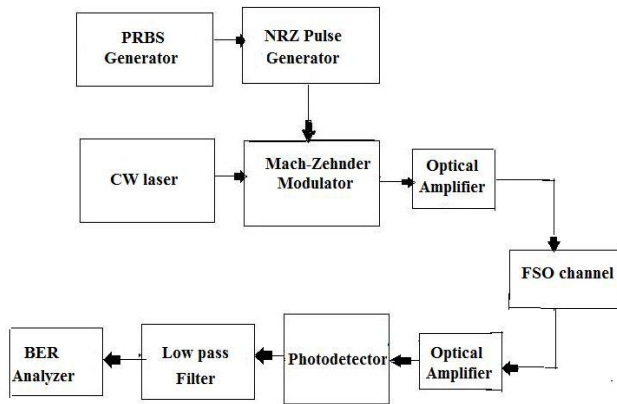 PRBS
Generator
NRZ Pulse
Generator
CW laser
Mach-Zehnder
Modulator
Optical
Amplifier
FSO channel
Optical
Amplifier
Photodetector
Low pass
Filter
BER
Analyzer